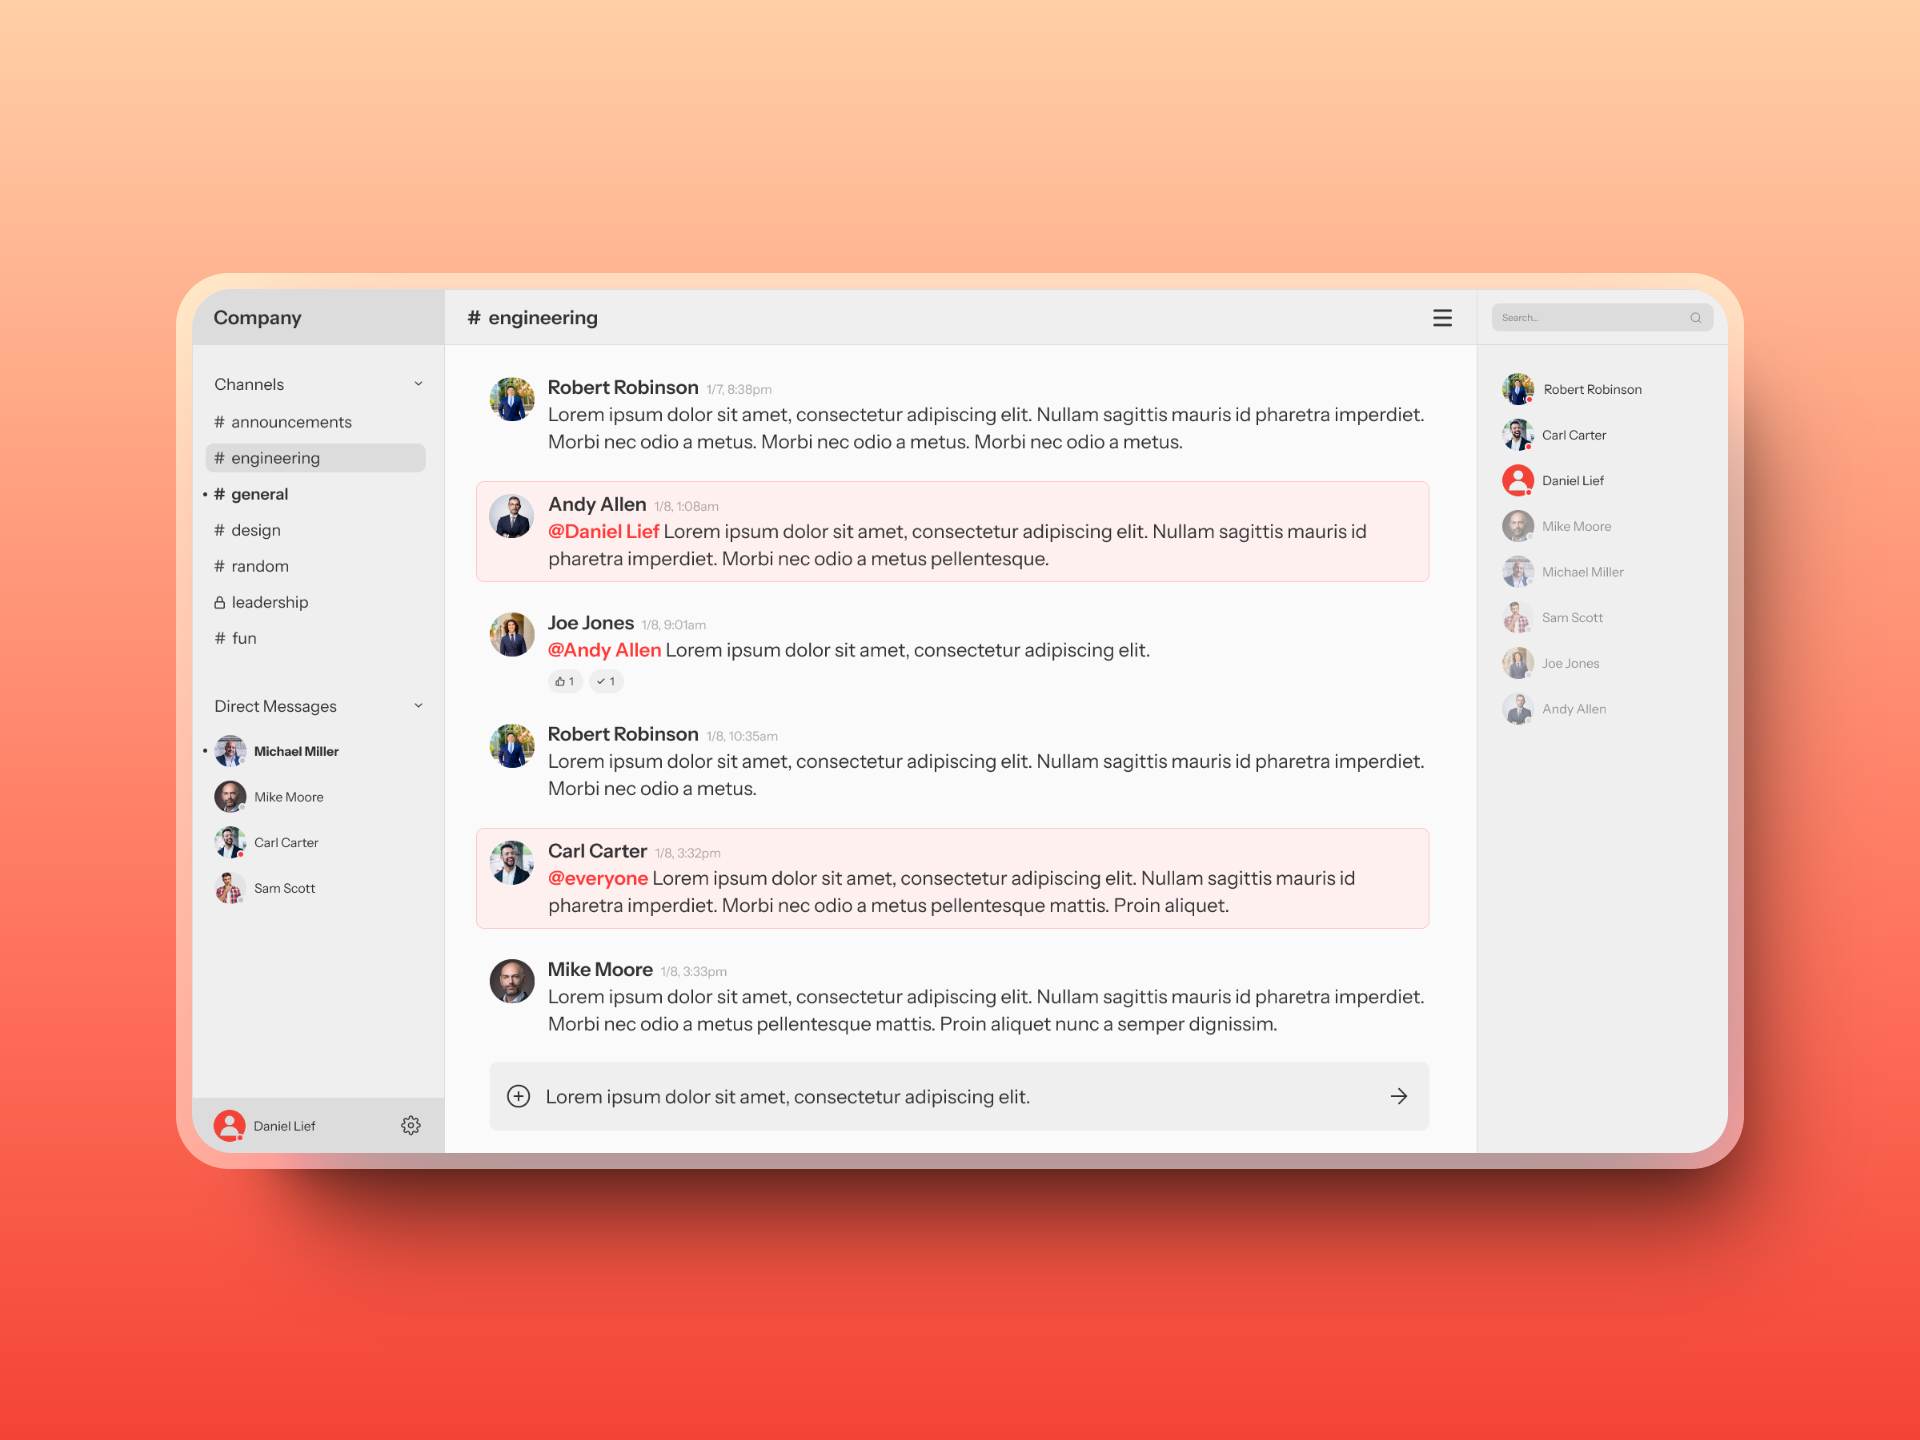 Company
Channels
# announcements
# engineering
• # general
# design
# random
leadership
# fun
Direct Messages
• Michael Miller
Mike Moore
Carl Carter
Sam Scott
Daniel Lief
# engineering
Robert Robinson 1/7, 8:38pm
Lorem ipsum dolor sit amet, consectetur adipiscing elit. Nullam sagittis mauris id pharetra imperdiet.
Morbi nec odio a metus. Morbi nec odio a metus. Morbi nec odio a metus.
Andy Allen 1/8, 1:08am
@Daniel Lief Lorem ipsum dolor sit amet, consectetur adipiscing elit. Nullam sagittis mauris id
pharetra imperdiet. Morbi nec odio a metus pellentesque.
Joe Jones 1/8, 9:01am
@Andy Allen Lorem ipsum dolor sit amet, consectetur adipiscing elit.
1 1
Robert Robinson 1/8, 10:35am
Lorem ipsum dolor sit amet, consectetur adipiscing elit. Nullam sagittis mauris id pharetra imperdiet.
Morbi nec odio a metus.
Carl Carter 1/8, 3:32pm
@everyone Lorem ipsum dolor sit amet, consectetur adipiscing elit. Nullam sagittis mauris id
pharetra imperdiet. Morbi nec odio a metus pellentesque mattis. Proin aliquet.
Mike Moore 1/8, 3:33pm
Lorem ipsum dolor sit amet, consectetur adipiscing elit. Nullam sagittis mauris id pharetra imperdiet.
Morbi nec odio a metus pellentesque mattis. Proin aliquet nunc a semper dignissim.
Lorem ipsum dolor sit amet, consectetur adipiscing elit.
Search...
Robert Robinson
Carl Carter
Daniel Lief
Mike Moore
Michael Miller
Sam Scott
Joe Jones
Andy Allen